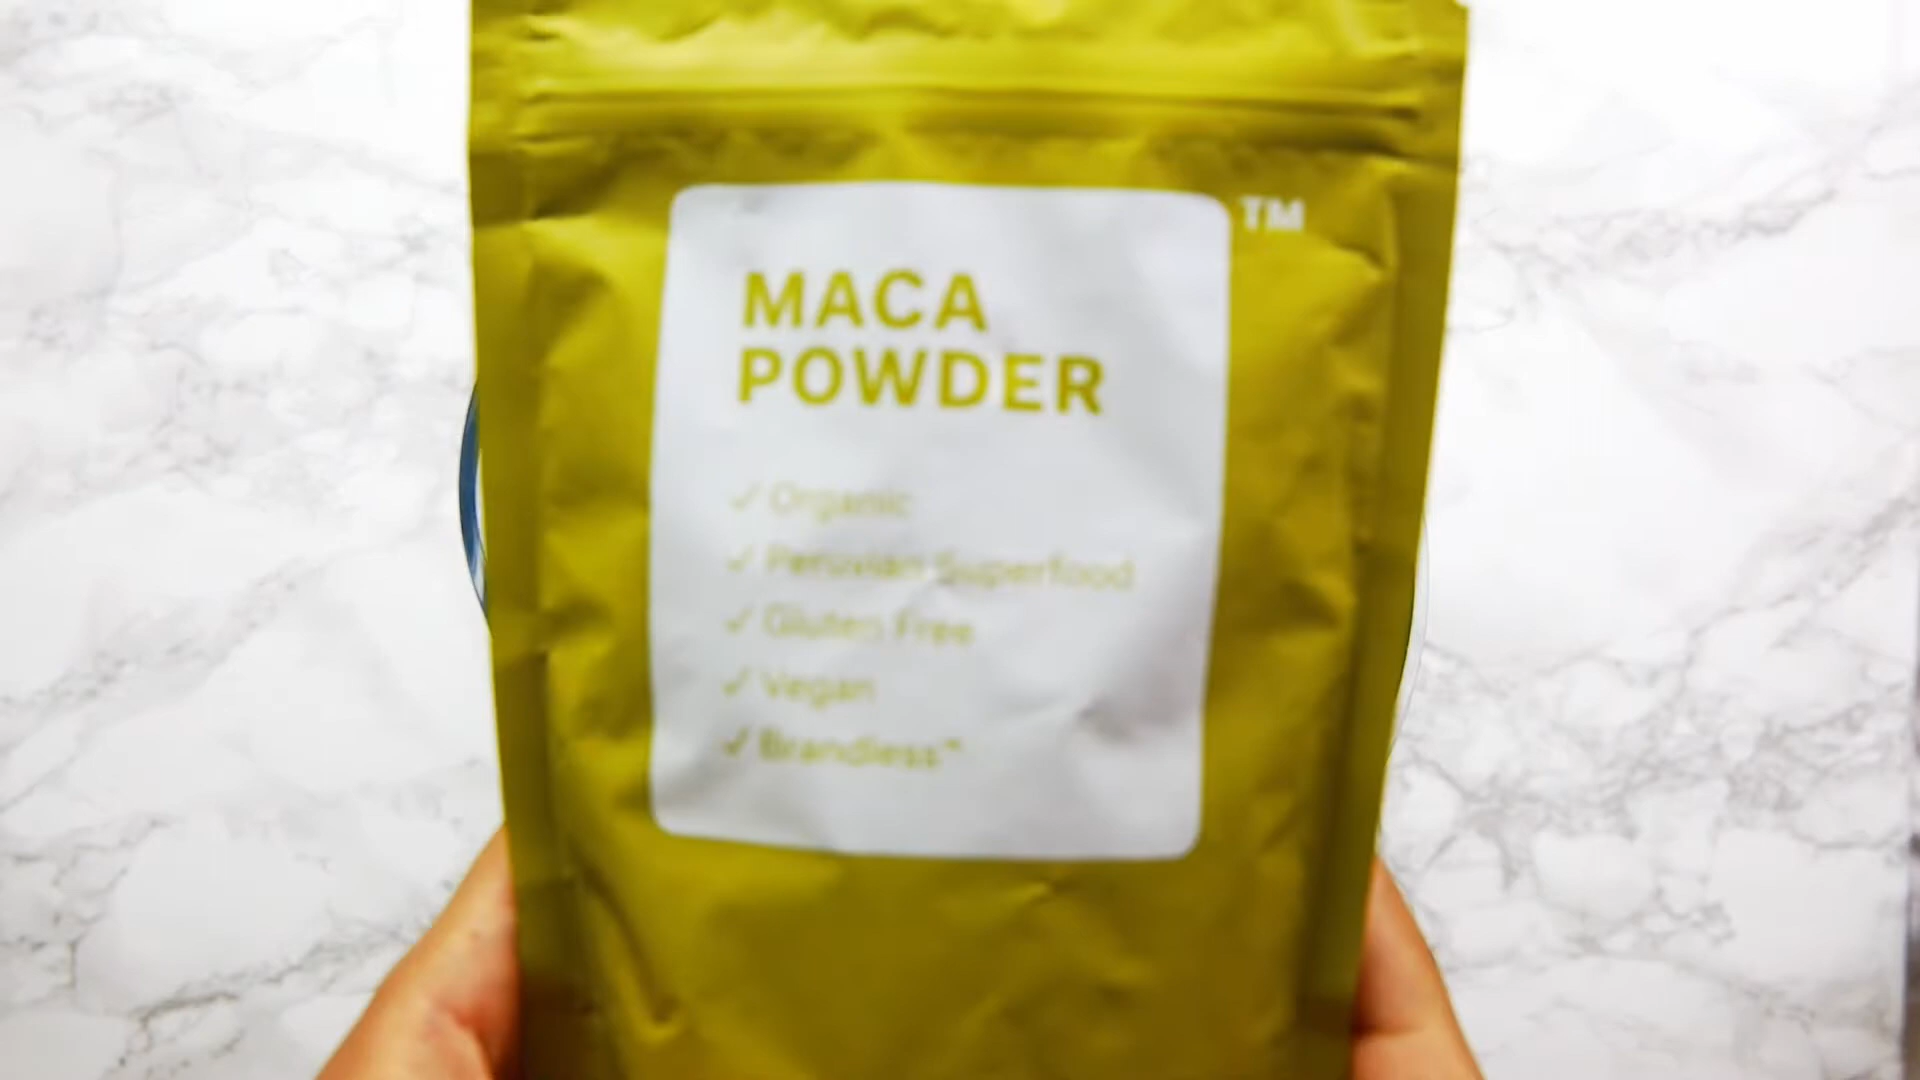 TM
MACA
POWDER
✓ Organic
✓ Peruvian Superfood
✓ Gluten Free
✓ Vegan
✓ Brandless™